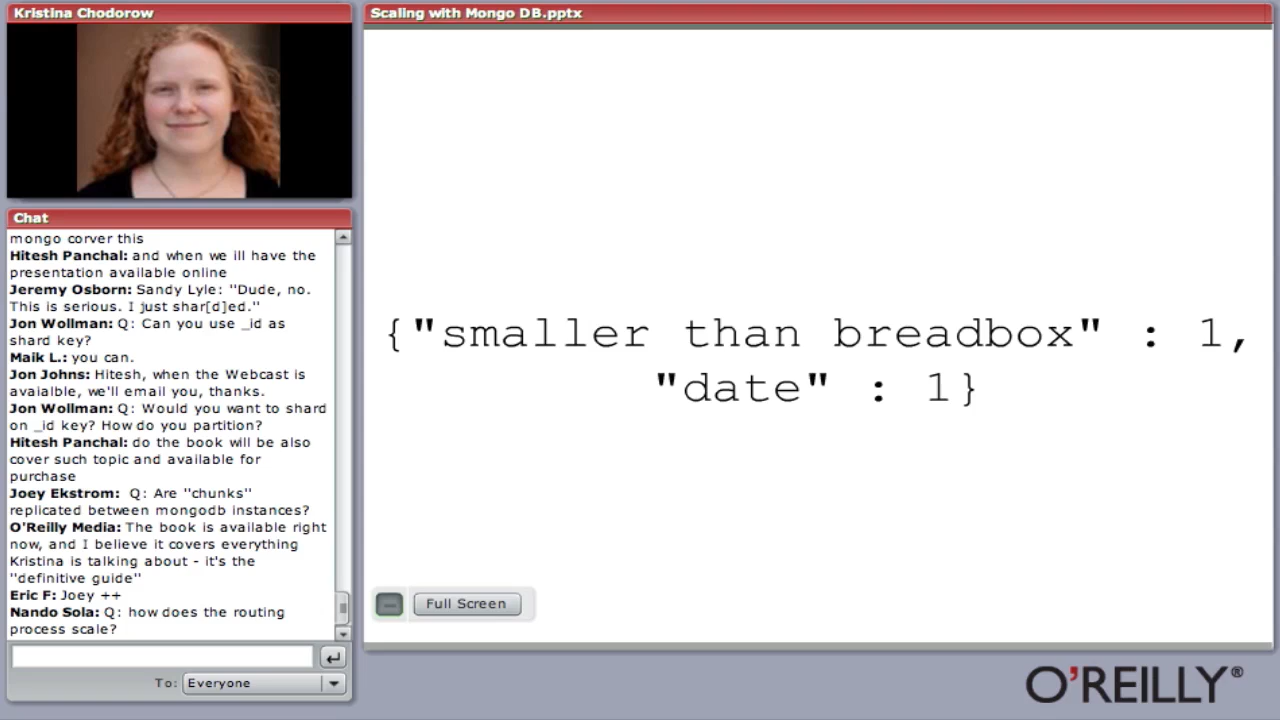 Kristina Chodorow
Chat
mongo corver this
Hitesh Panchal: and when we ill have the
presentation available online
Jeremy Osborn: Sandy Lyle: "Dude, no.
This is serious. I just shar[d]ed."
Jon Wollman: Q: Can you use _id as
shard key?
Maik L.: you can.
Jon Johns: Hitesh, when the Webcast is
avaialble, we'll email you, thanks.
Jon Wollman: Q: Would you want to shard
on _id key? How do you partition?
Hitesh Panchal: do the book will be also
cover such topic and available for
purchase
Joey Ekstrom:  Q: Are "chunks"
replicated between mongodb instances?
O'Reilly Media: The book is available right
now, and I believe it covers everything
Kristina is talking about - it's the
"definitive guide"
Eric F: Joey ++
Nando Sola: Q: how does the routing
process scale?
To: Everyone
Scaling with Mongo DB.pptx
{"smaller than breadbox" : 1,
"date" : 1}
Full Screen
O'REILLY®